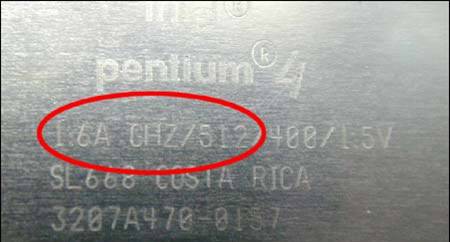 pentium® 4
1.6A GHZ/512/400/1.5V
SL668 COSTA RICA
3207A470-0157